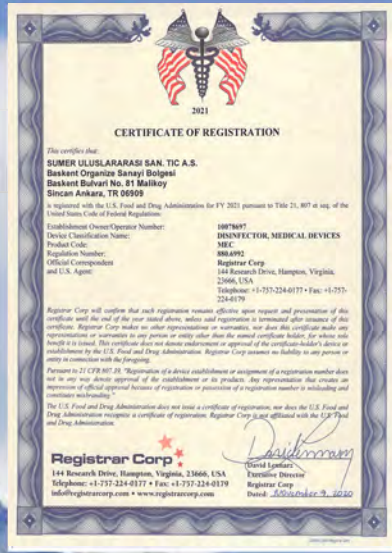 2021
CERTIFICATE OF REGISTRATION
This certifies that:
SUMER ULUSLARARASI SAN. TIC A.S.
Baskent Organize Sanayi Bolgesi
Baskent Bulvari No. 81 Malikoy
Sincan Ankara, TR 06909
is registered with the U.S. Food and Drug Administration for FY 2021 pursuant to Title 21, 807 et seq. of the
United States Code of Federal Regulations:
Establishment Owner/Operator Number: 10078697
Device Classification Name: DISINFECTOR, MEDICAL DEVICES
Product Code: MEC
Regulation Number: 880.6992
Official Correspondent Registrar Corp
and U.S. Agent: 144 Research Drive, Hampton, Virginia,
23666, USA
Telephone: +1-757-224-0177 • Fax: +1-757-
224-0179
Registrar Corp will confirm that such registration remains effective upon request and presentation of this
certificate until the end of the year stated above, unless said registration is terminated after issuance of this
certificate. Registrar Corp makes no other representations or warranties, nor does this certificate make any
representations or warranties to any person or entity other than the named certificate holder, for whose sole
benefit it is issued. This certificate does not denote endorsement or approval of the certificate-holder's device or
establishment by the U.S. Food and Drug Administration. Registrar Corp assumes no liability to any person or
entity in connection with the foregoing.
Pursuant to 21 CFR 807.39, "Registration of a device establishment or assignment of a registration number does
not in any way denote approval of the establishment or its products. Any representation that creates an
impression of official approval because of registration or possession of a registration number is misleading and
constitutes misbranding."
The U.S. Food and Drug Administration does not issue a certificate of registration, nor does the U.S. Food and
Drug Administration recognize a certificate of registration. Registrar Corp is not affiliated with the U.S. Food
and Drug Administration.
Registrar Corp
144 Research Drive, Hampton, Virginia, 23666, USA
Telephone: +1-757-224-0177 • Fax: +1-757-224-0179
info@registrarcorp.com • www.registrarcorp.com
David Lennarz
Executive Director
Registrar Corp
Dated: November 9, 2020